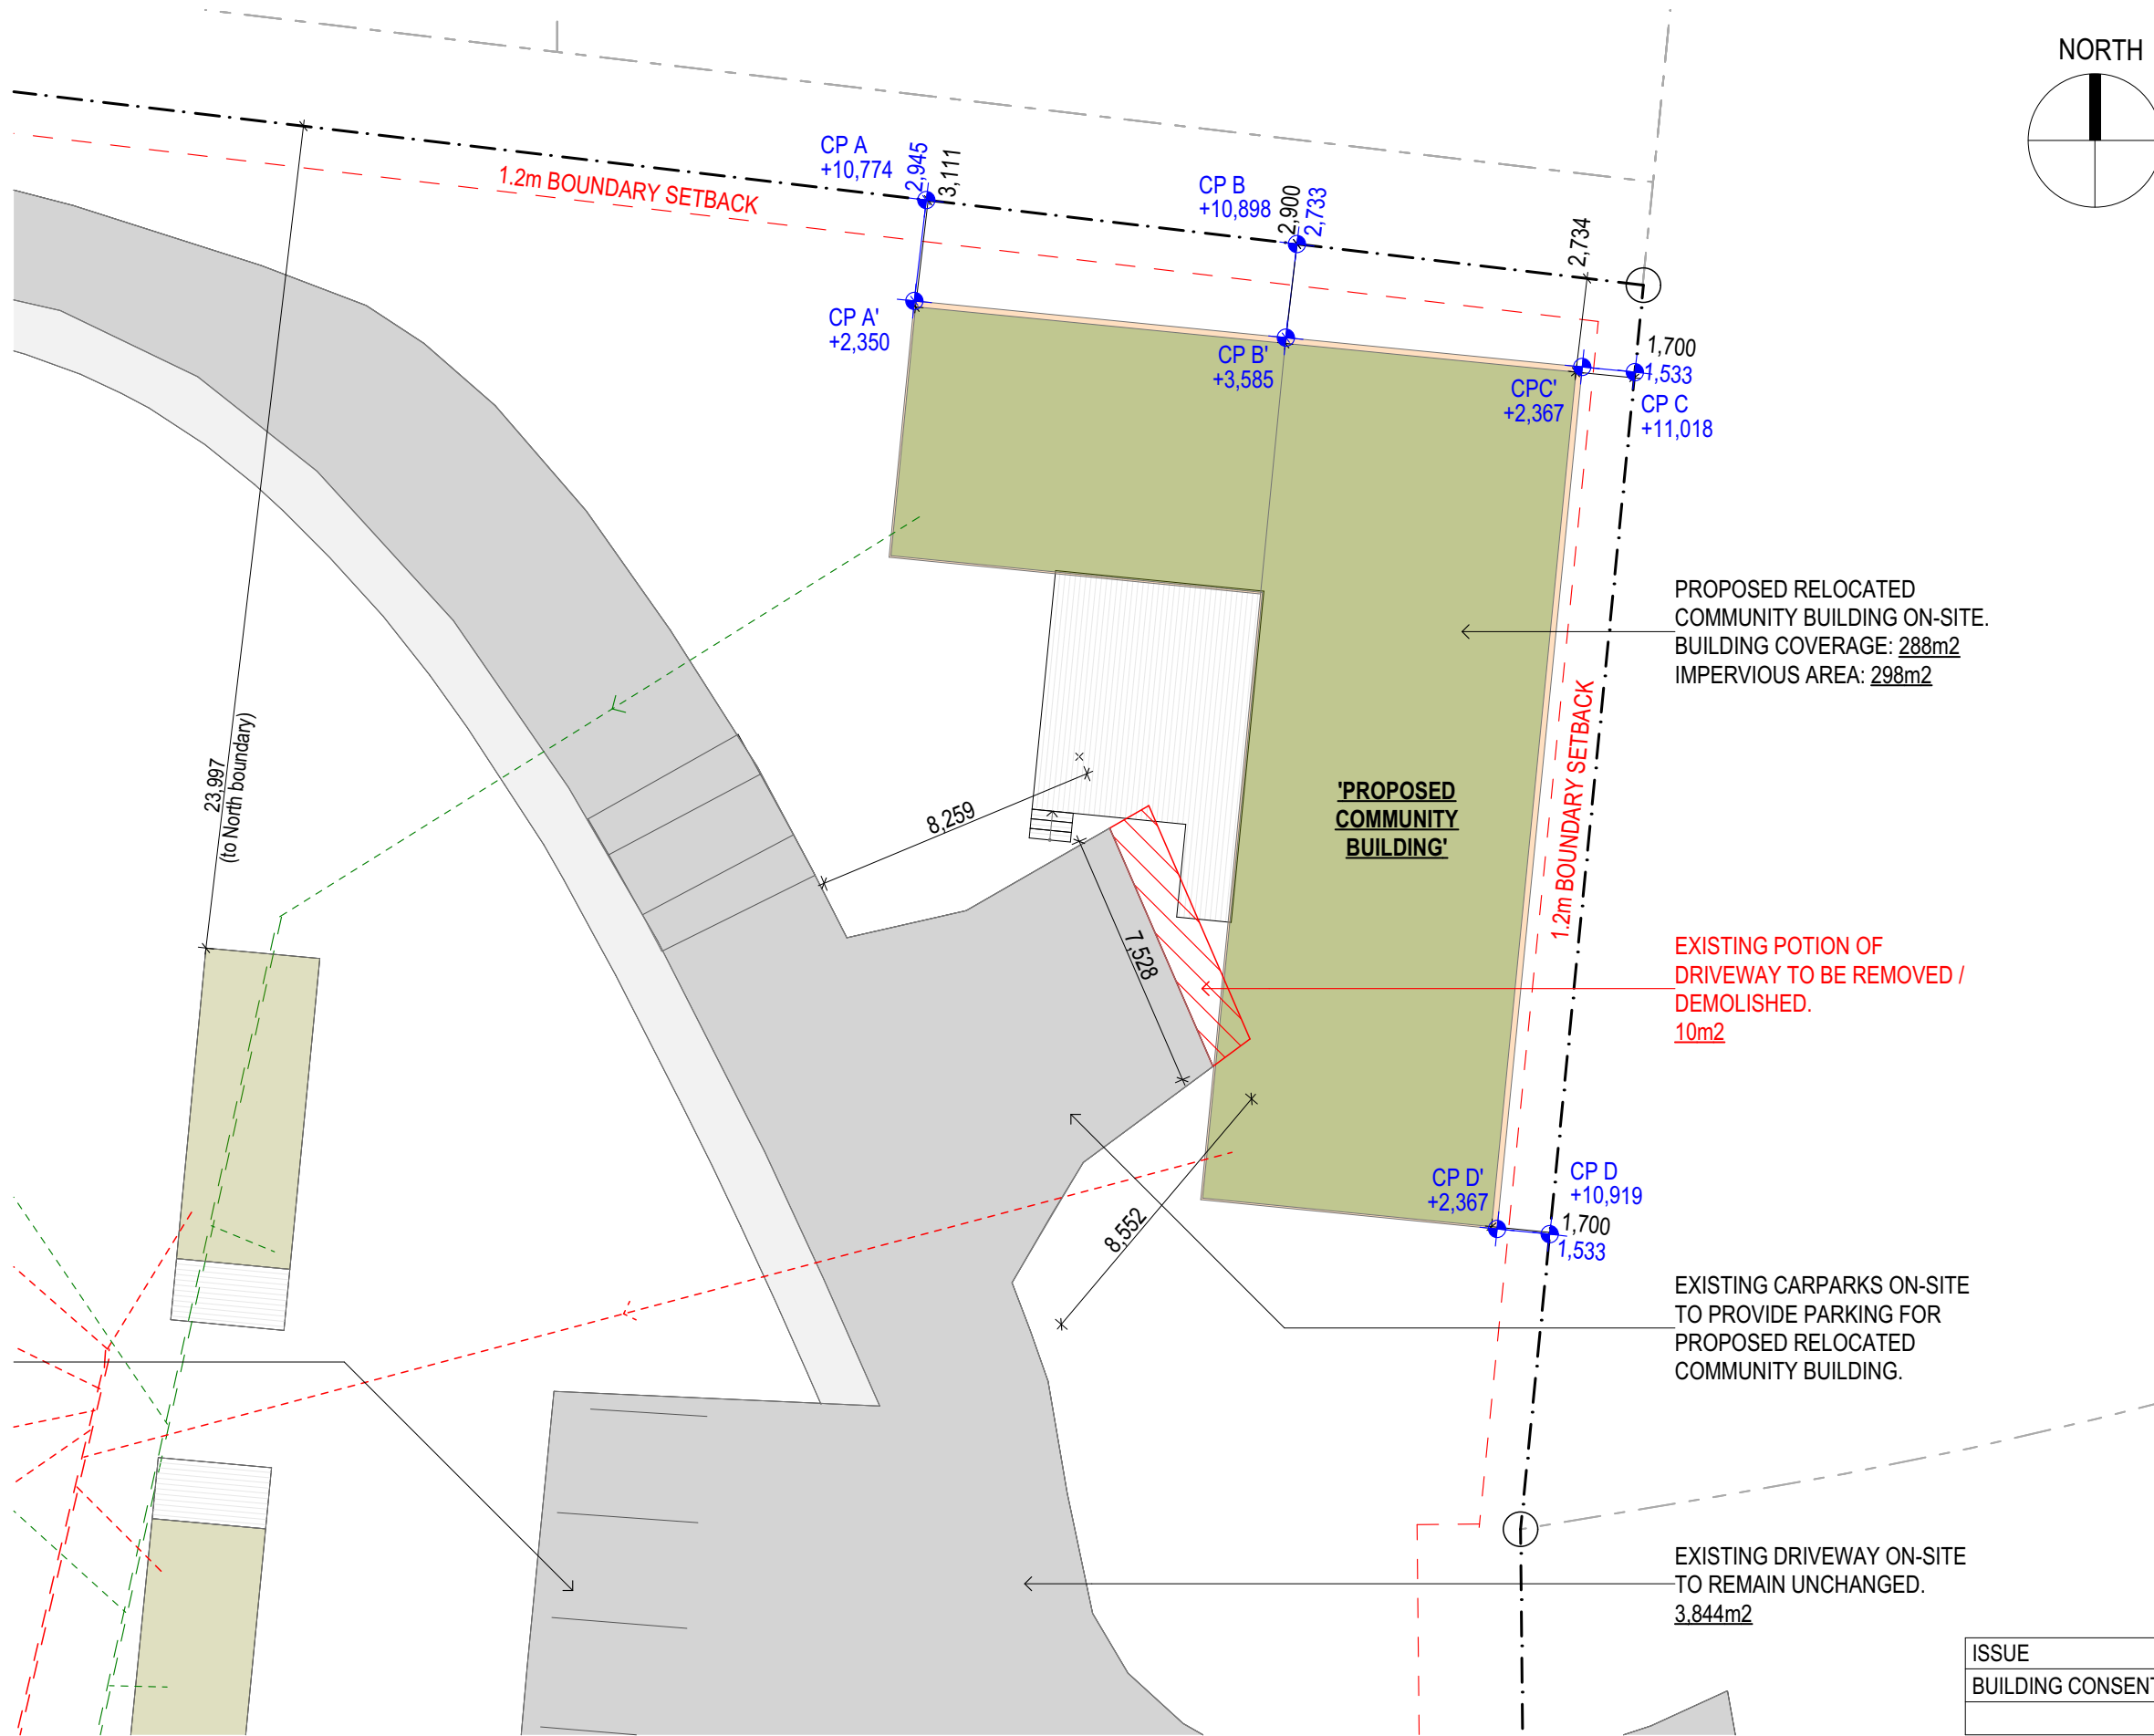 NORTH
CP A
+10,774
2,945
3,111
1.2m BOUNDARY SETBACK
CP B
+10,898
2,900
2,733
2,734
CP A'
+2,350
CP B'
+3,585
CPC'
+2,367
1,700
1,533
CP C
+11,018
PROPOSED RELOCATED
COMMUNITY BUILDING ON-SITE.
BUILDING COVERAGE: 288m2
IMPERVIOUS AREA: 298m2
23,997
(to North boundary)
8,259
'PROPOSED
COMMUNITY
BUILDING'
1.2m BOUNDARY SETBACK
7,528
EXISTING POTION OF
DRIVEWAY TO BE REMOVED /
DEMOLISHED.
10m2
CP D'
+2,367
CP D
+10,919
1,700
1,533
8,552
EXISTING CARPARKS ON-SITE
TO PROVIDE PARKING FOR
PROPOSED RELOCATED
COMMUNITY BUILDING.
EXISTING DRIVEWAY ON-SITE
TO REMAIN UNCHANGED.
3,844m2
ISSUE
BUILDING CONSENT